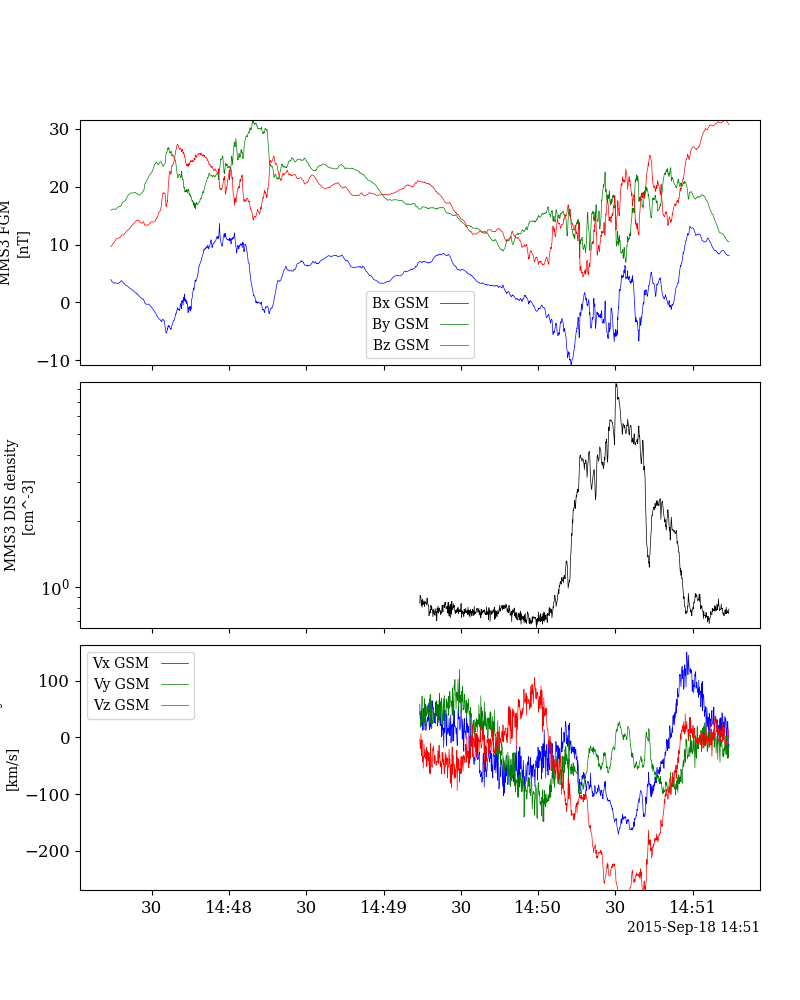 30
20
10
0
−10
MMS3 FGM
[nT]
Bx GSM
By GSM
Bz GSM
MMS3 DIS density
[cm^-3]
10^0
Vx GSM
Vy GSM
Vz GSM
100
0
−100
−200
[km/s]
30 14:48 30 14:49 30 14:50 30 14:51
2015-Sep-18 14:51